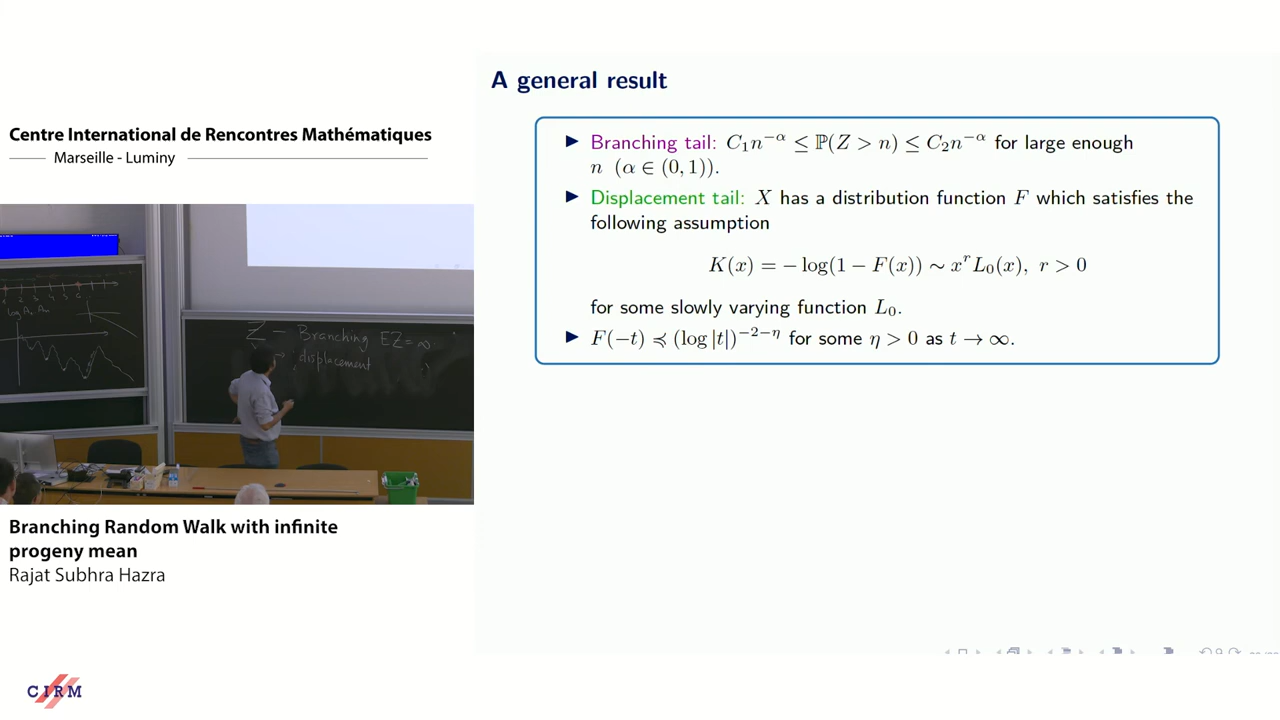 Centre International de Rencontres Mathématiques
Marseille - Luminy
Z - Branching EZ=∞
displacement
Branching Random Walk with infinite
progeny mean
Rajat Subhra Hazra
CIRM
A general result
▶ Branching tail: C₁n^{−α} ≤ ℙ(Z > n) ≤ C₂n^{−α} for large enough
n (α ∈ (0, 1)).
▶ Displacement tail: X has a distribution function F which satisfies the
following assumption
K(x) = − log(1 − F(x)) ∼ x^r L₀(x), r > 0
for some slowly varying function L₀.
▶ F(−t) ≼ (log |t|)^{−2−η} for some η > 0 as t → ∞.